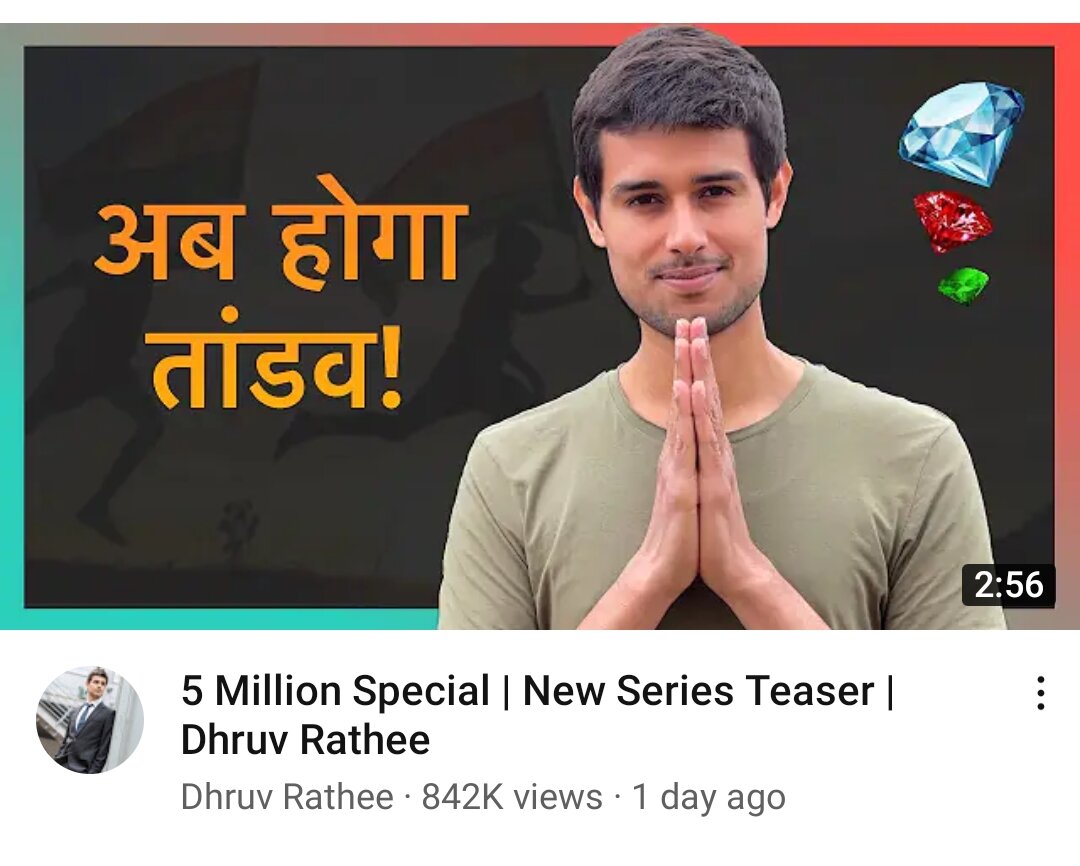 अब होगा
तांडव!
2:56
5 Million Special | New Series Teaser |
Dhruv Rathee
Dhruv Rathee · 842K views · 1 day ago